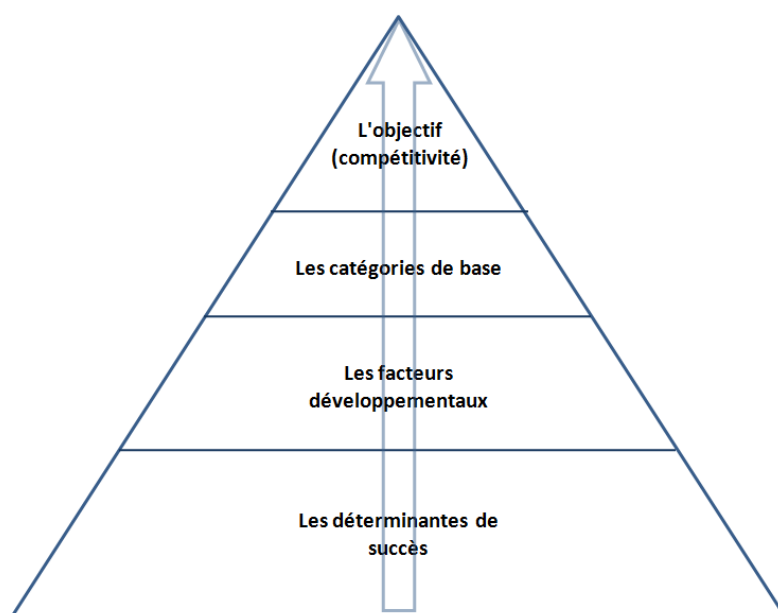 L'objectif
(compétitivité)
Les catégories de base
Les facteurs
développementaux
Les déterminantes de
succès